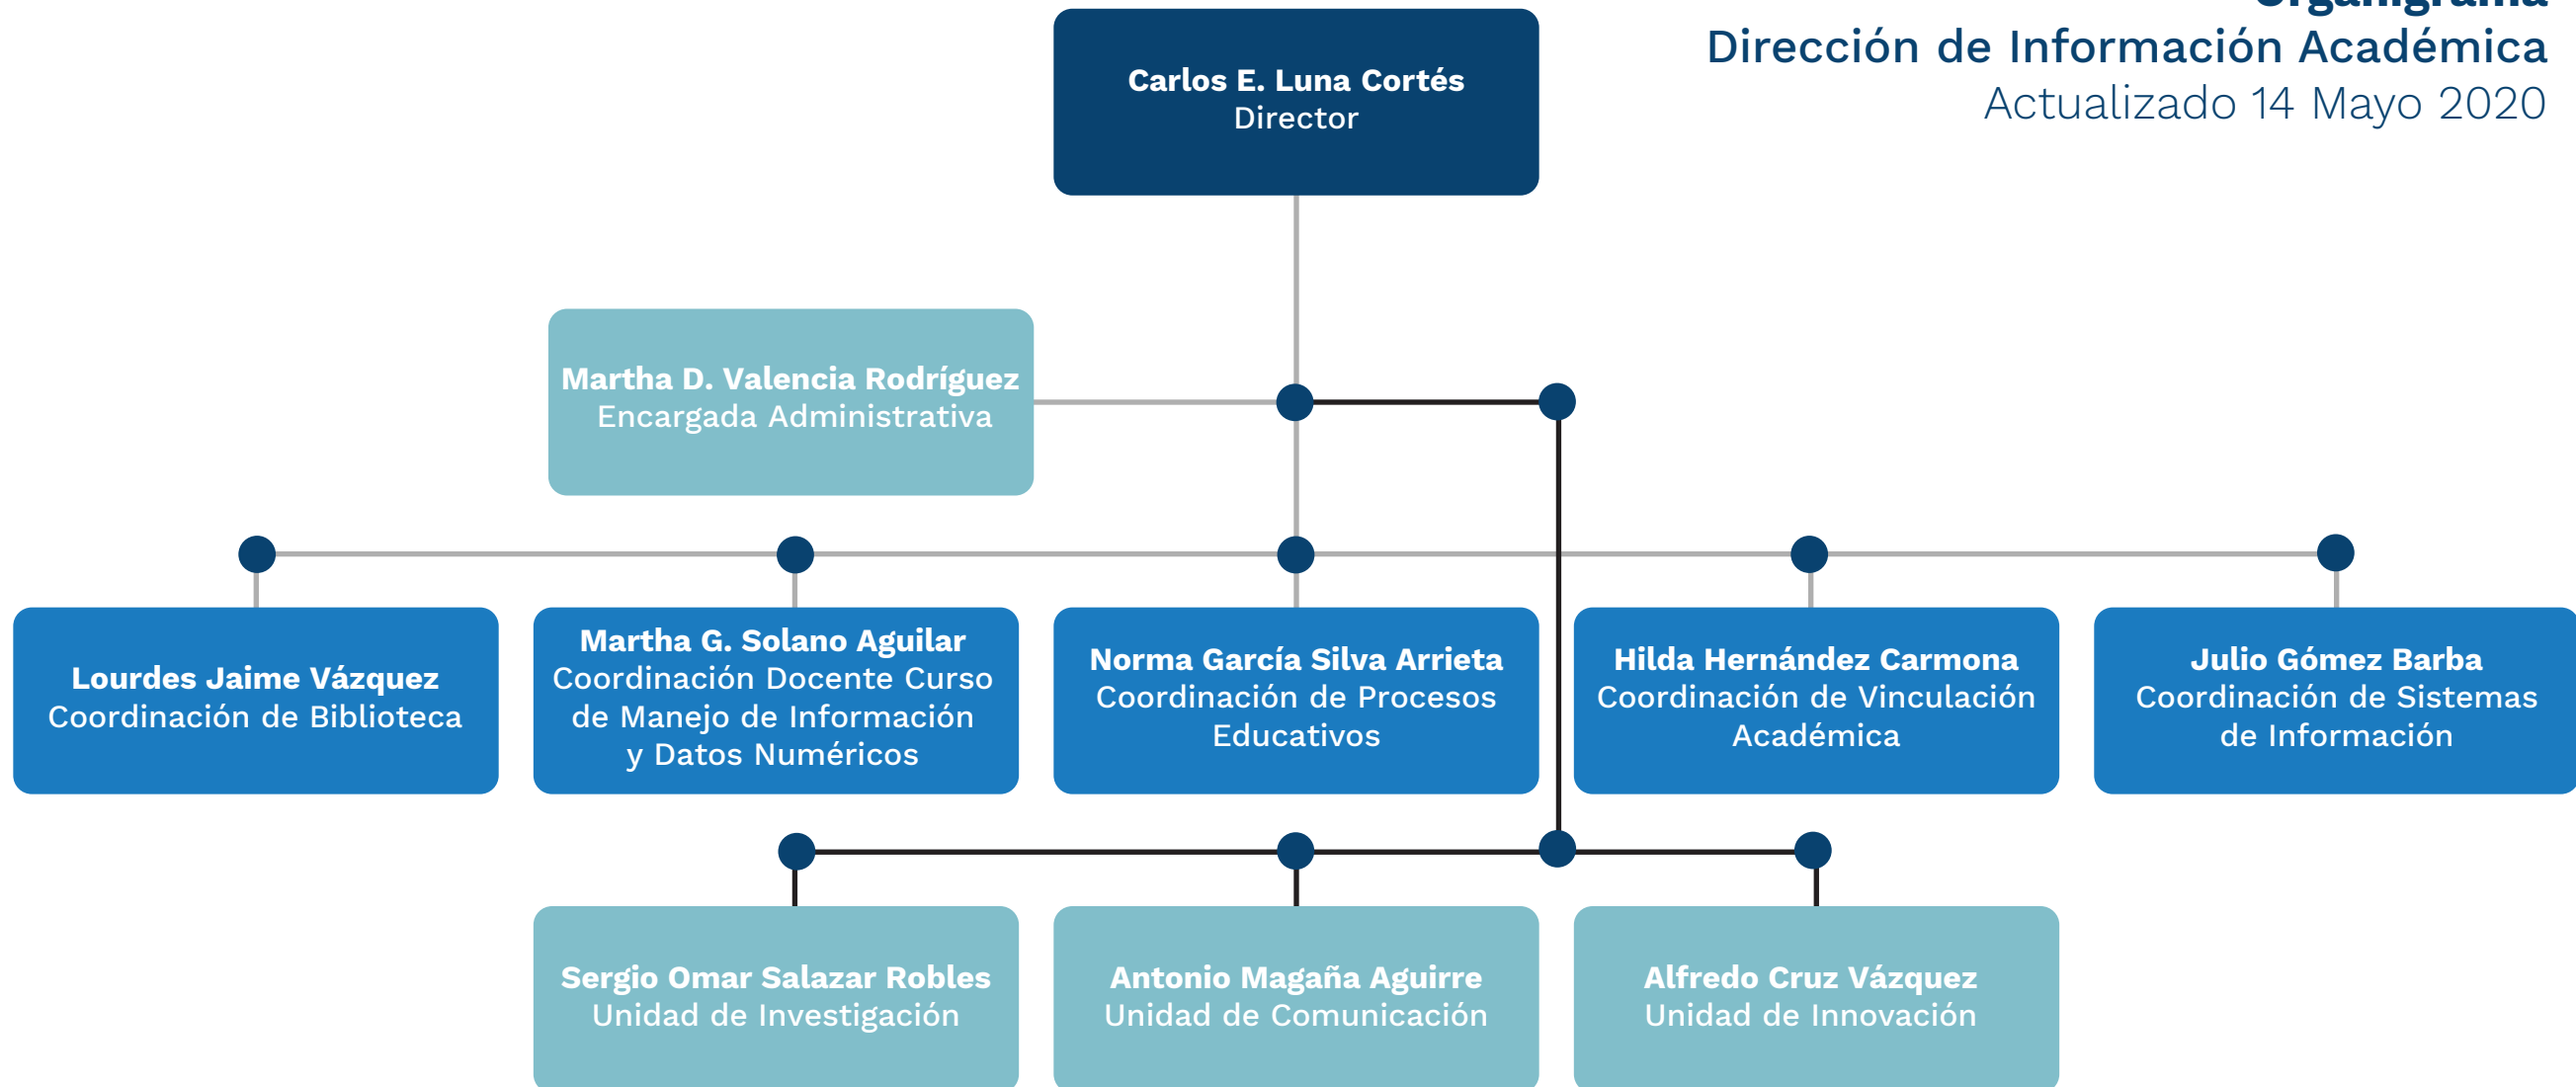 Organigrama
Dirección de Información Académica
Actualizado 14 Mayo 2020
Carlos E. Luna Cortés
Director
Martha D. Valencia Rodríguez
Encargada Administrativa
Lourdes Jaime Vázquez
Coordinación de Biblioteca
Martha G. Solano Aguilar
Coordinación Docente Curso
de Manejo de Información
y Datos Numéricos
Norma García Silva Arrieta
Coordinación de Procesos
Educativos
Hilda Hernández Carmona
Coordinación de Vinculación
Académica
Julio Gómez Barba
Coordinación de Sistemas
de Información
Sergio Omar Salazar Robles
Unidad de Investigación
Antonio Magaña Aguirre
Unidad de Comunicación
Alfredo Cruz Vázquez
Unidad de Innovación